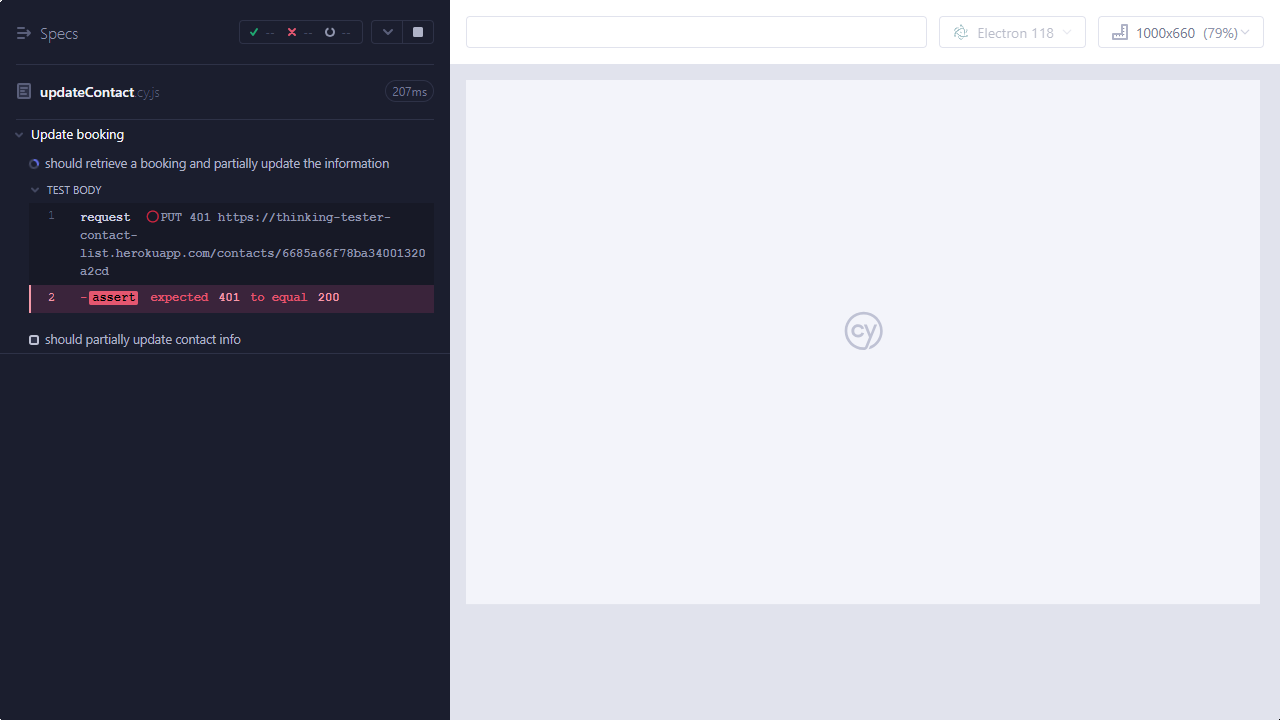 Specs
--
--
--
Electron 118
1000x660 (79%)
updateContact.cy.js
207ms
Update booking
should retrieve a booking and partially update the information
TEST BODY
1 request PUT 401 https://thinking-tester-
contact-
list.herokuapp.com/contacts/6685a66f78ba34001320
a2cd
2 -assert expected 401 to equal 200
should partially update contact info
cy